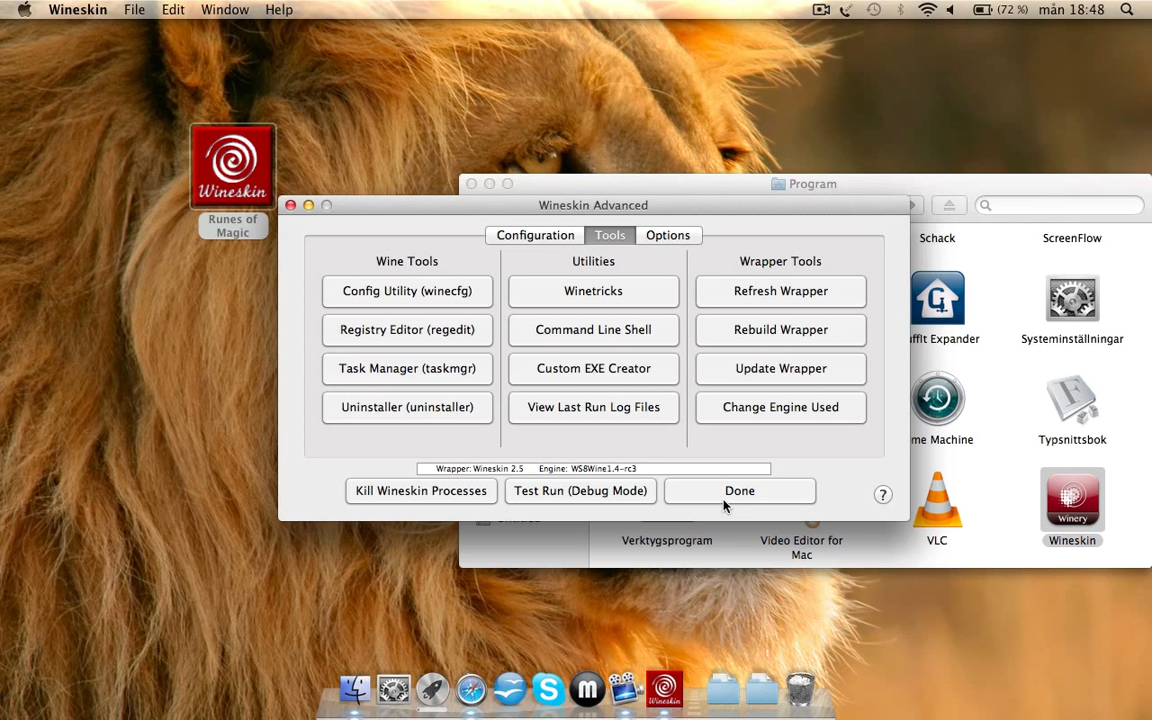 Wineskin File Edit Window Help (72 %) mån 18:48
Wineskin
Runes of
Magic
Program
Wineskin Advanced
Configuration Tools Options
Wine Tools Utilities Wrapper Tools
Config Utility (winecfg) Winetricks Refresh Wrapper
Registry Editor (regedit) Command Line Shell Rebuild Wrapper
Task Manager (taskmgr) Custom EXE Creator Update Wrapper
Uninstaller (uninstaller) View Last Run Log Files Change Engine Used
Wrapper: Wineskin 2.5 Engine: WS8Wine1.4-rc3
Kill Wineskin Processes Test Run (Debug Mode) Done ?
Schack ScreenFlow
uffIt Expander Systeminställningar
me Machine Typsnittsbok
Winery
Verktygsprogram Video Editor for
Mac VLC Wineskin